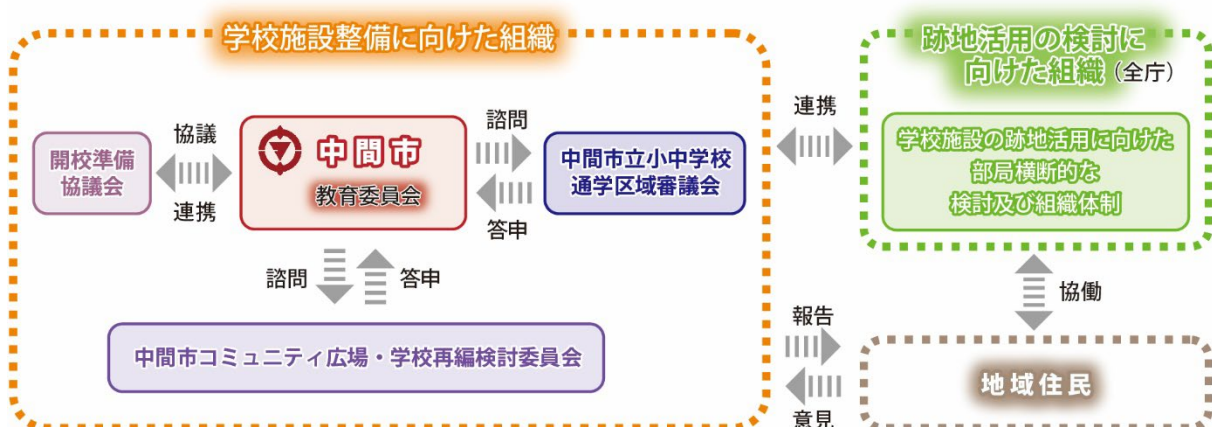 学校施設整備に向けた組織
開校準備
協議会
協議
連携
中間市
教育委員会
諮問
答申
中間市立小中学校
通学区域審議会
諮問
答申
中間市コミュニティ広場・学校再編検討委員会
連携
跡地活用の検討に
向けた組織（全庁）
学校施設の跡地活用に向けた
部局横断的な
検討及び組織体制
協働
報告
意見
地域住民